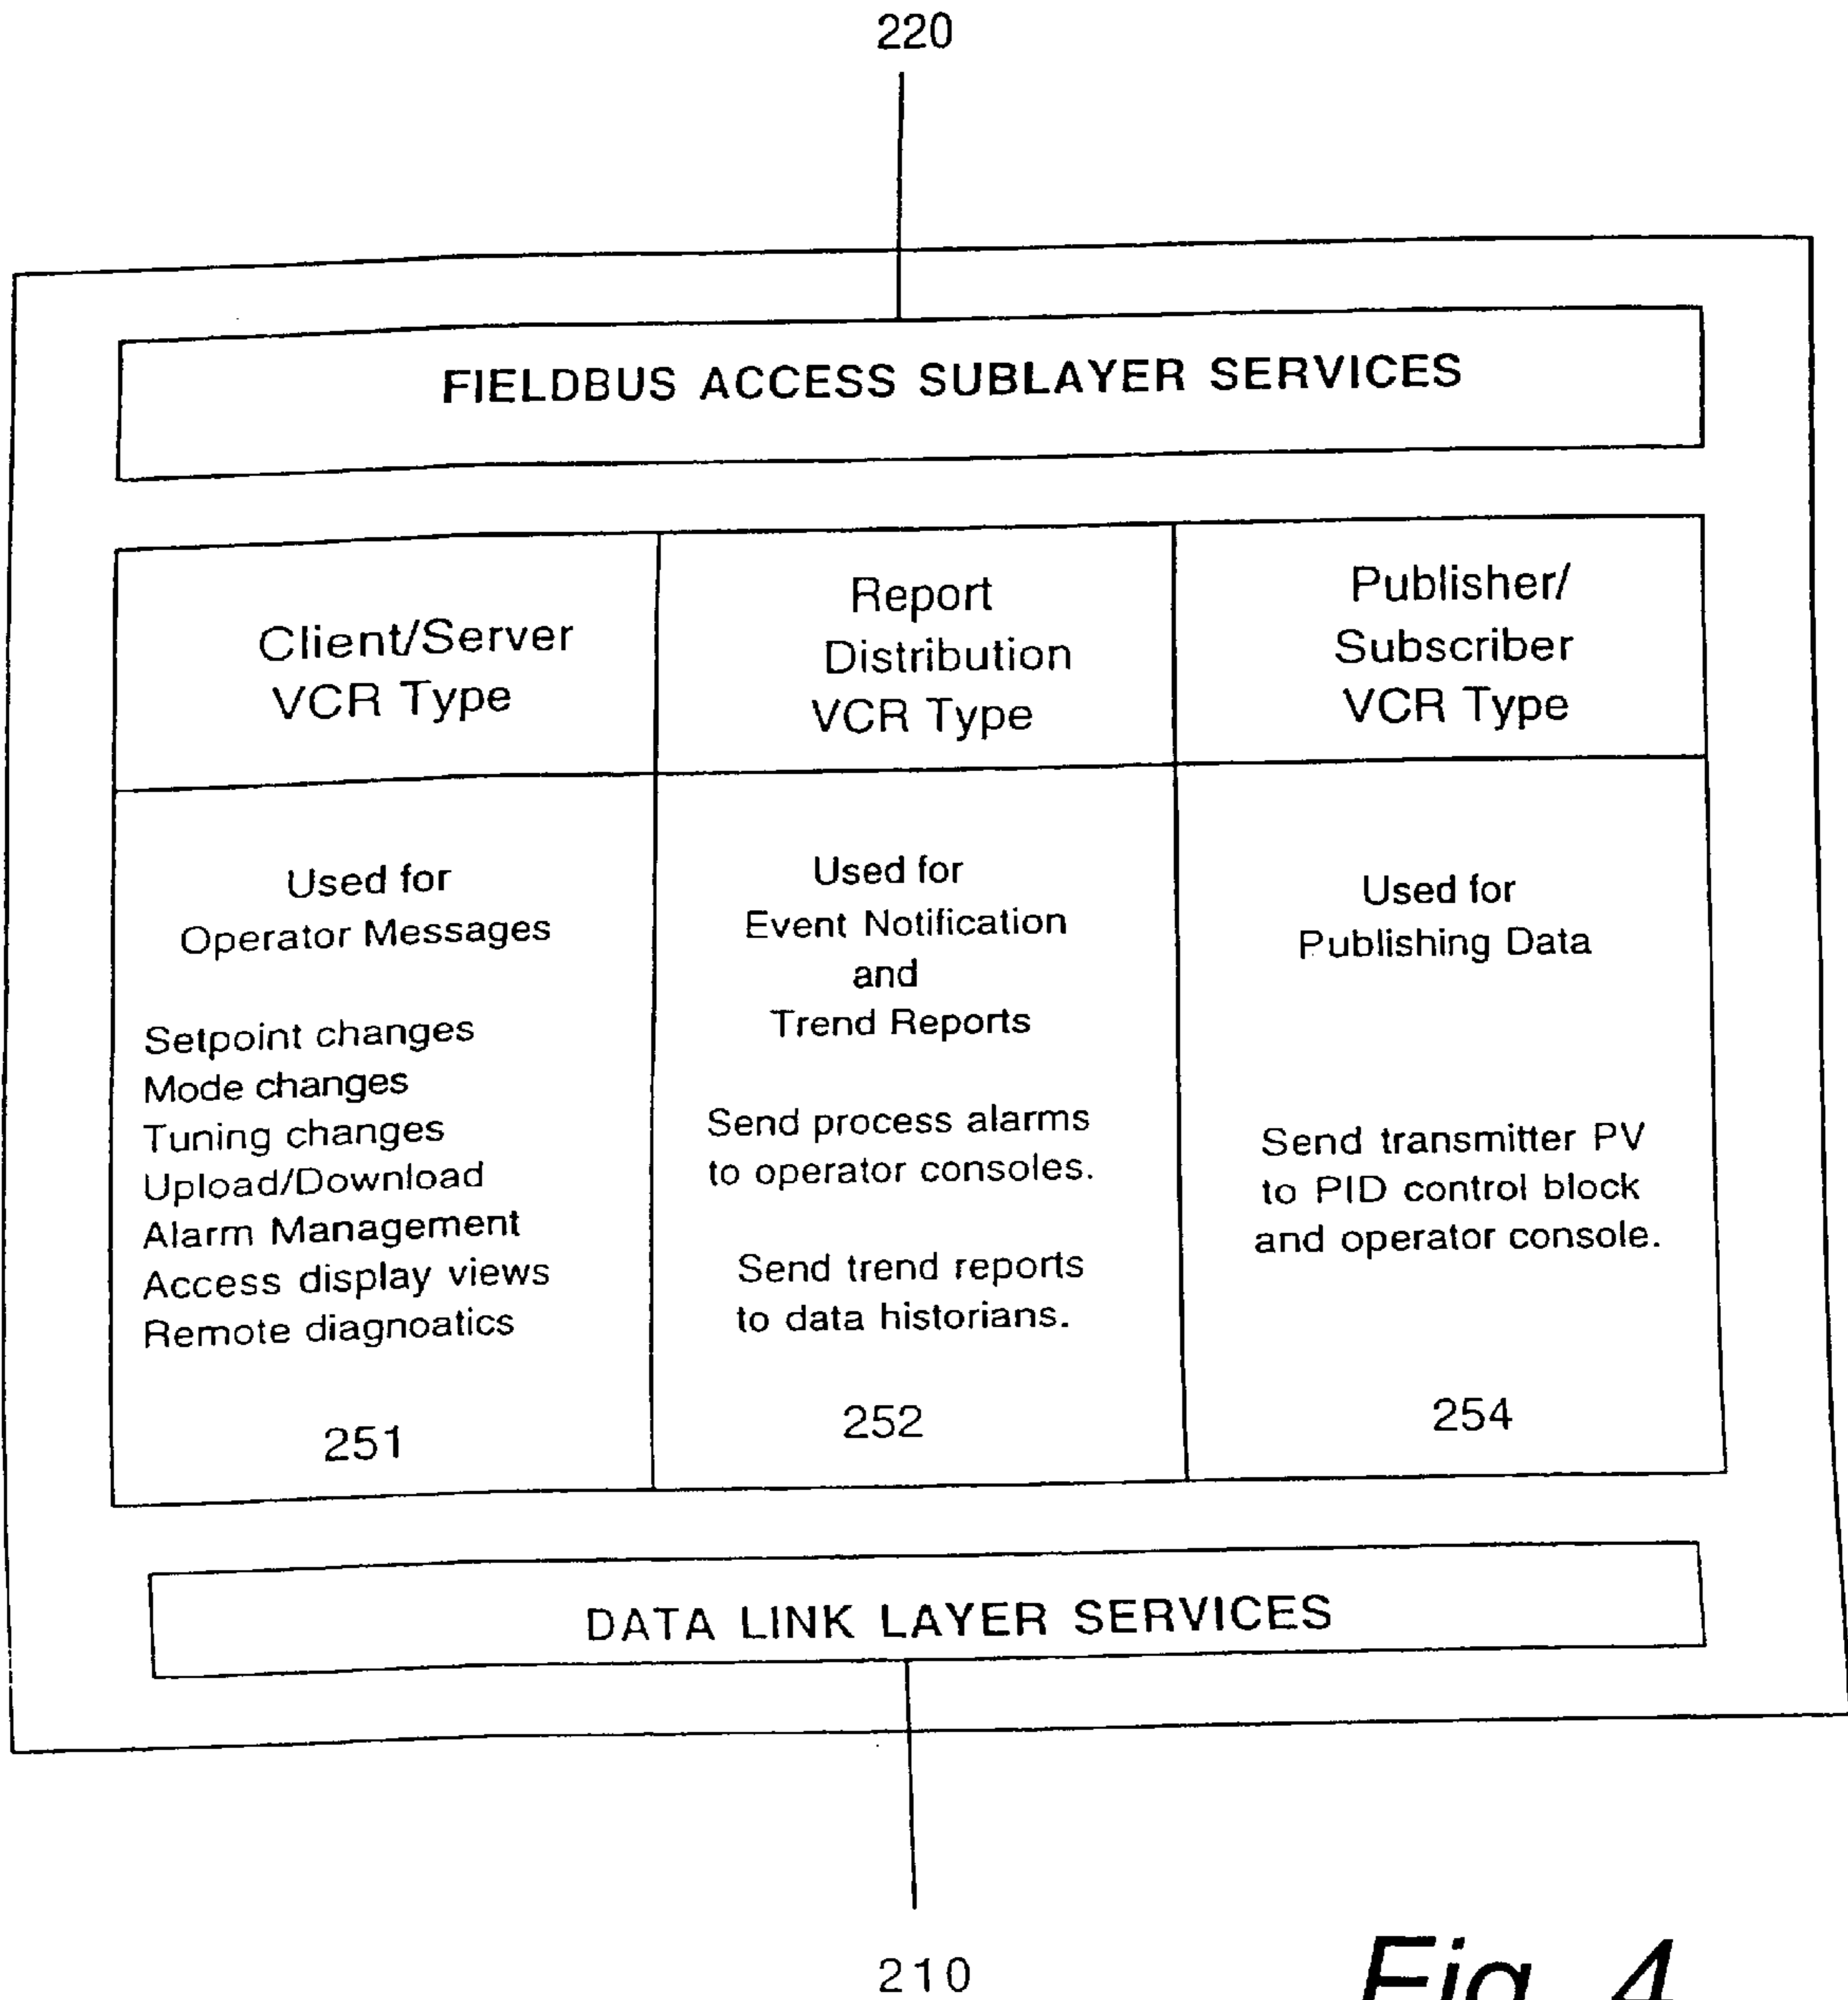 220
FIELDBUS ACCESS SUBLAYER SERVICES
Client/Server
VCR Type
Report
Distribution
VCR Type
Publisher/
Subscriber
VCR Type
Used for
Operator Messages
Setpoint changes
Mode changes
Tuning changes
Upload/Download
Alarm Management
Access display views
Remote diagnoatics
251
Used for
Event Notification
and
Trend Reports
Send process alarms
to operator consoles.
Send trend reports
to data historians.
252
Used for
Publishing Data
Send transmitter PV
to PID control block
and operator console.
254
DATA LINK LAYER SERVICES
210
Fig. 4